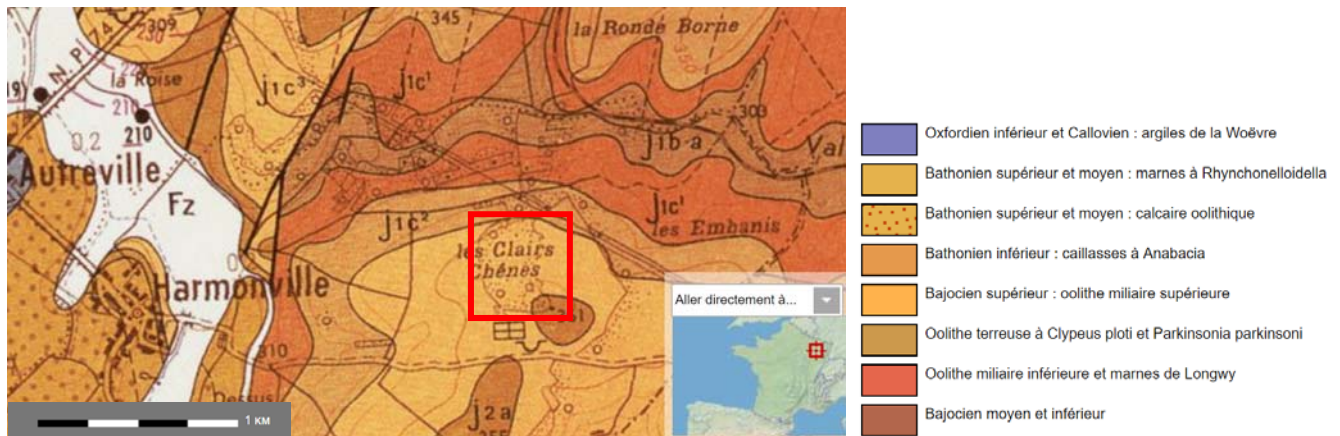 345
309
230
la Ronde Borne
350
N.P. 74
la Roise
j1c³
j1c¹
210
303
210
0.2
j1b-a
Val
Autreville
Fz
j1c²
j1c¹
les Embanis
les Clairs
Chênes
Harmonville
Aller directement à...
361
310
Dessus
j2a
355
1 KM
Oxfordien inférieur et Callovien : argiles de la Woëvre
Bathonien supérieur et moyen : marnes à Rhynchonelloidella
Bathonien supérieur et moyen : calcaire oolithique
Bathonien inférieur : caillasses à Anabacia
Bajocien supérieur : oolithe miliaire supérieure
Oolithe terreuse à Clypeus ploti et Parkinsonia parkinsoni
Oolithe miliaire inférieure et marnes de Longwy
Bajocien moyen et inférieur